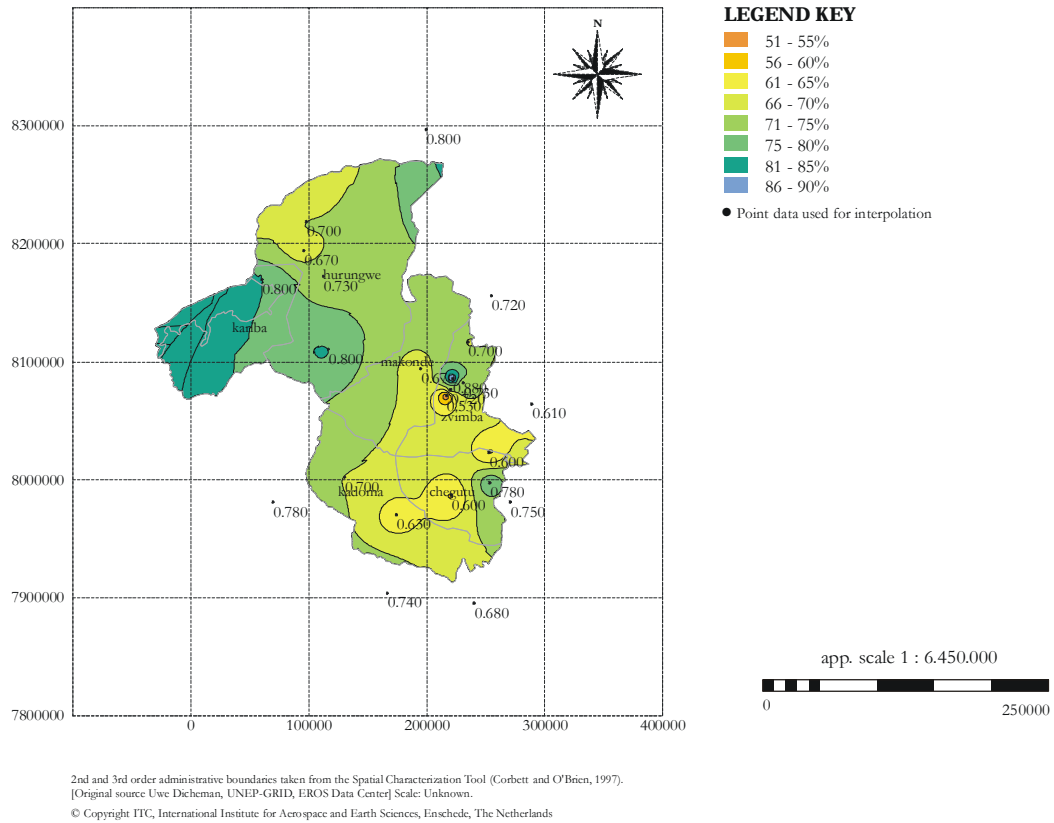 LEGEND KEY
51 - 55%
56 - 60%
61 - 65%
66 - 70%
71 - 75%
75 - 80%
81 - 85%
86 - 90%
Point data used for interpolation
N
8300000
0.800
8200000
0.700
0.670
hurungwe
0.730
0.800
0.720
kariba
0.700
8100000
0.800
makonde
0.670
0.880
0.530
zvimba
0.610
0.600
8000000
0.700
kadoma
chegutu
0.780
0.600
0.780
0.750
0.630
7900000
0.740
0.680
7800000
0
100000
200000
300000
400000
app. scale 1 : 6.450.000
0
250000
2nd and 3rd order administrative boundaries taken from the Spatial Characterization Tool (Corbett and O'Brien, 1997).
[Original source Uwe Dicheman, UNEP-GRID, EROS Data Center] Scale: Unknown.
© Copyright ITC, International Institute for Aerospace and Earth Sciences, Enschede, The Netherlands